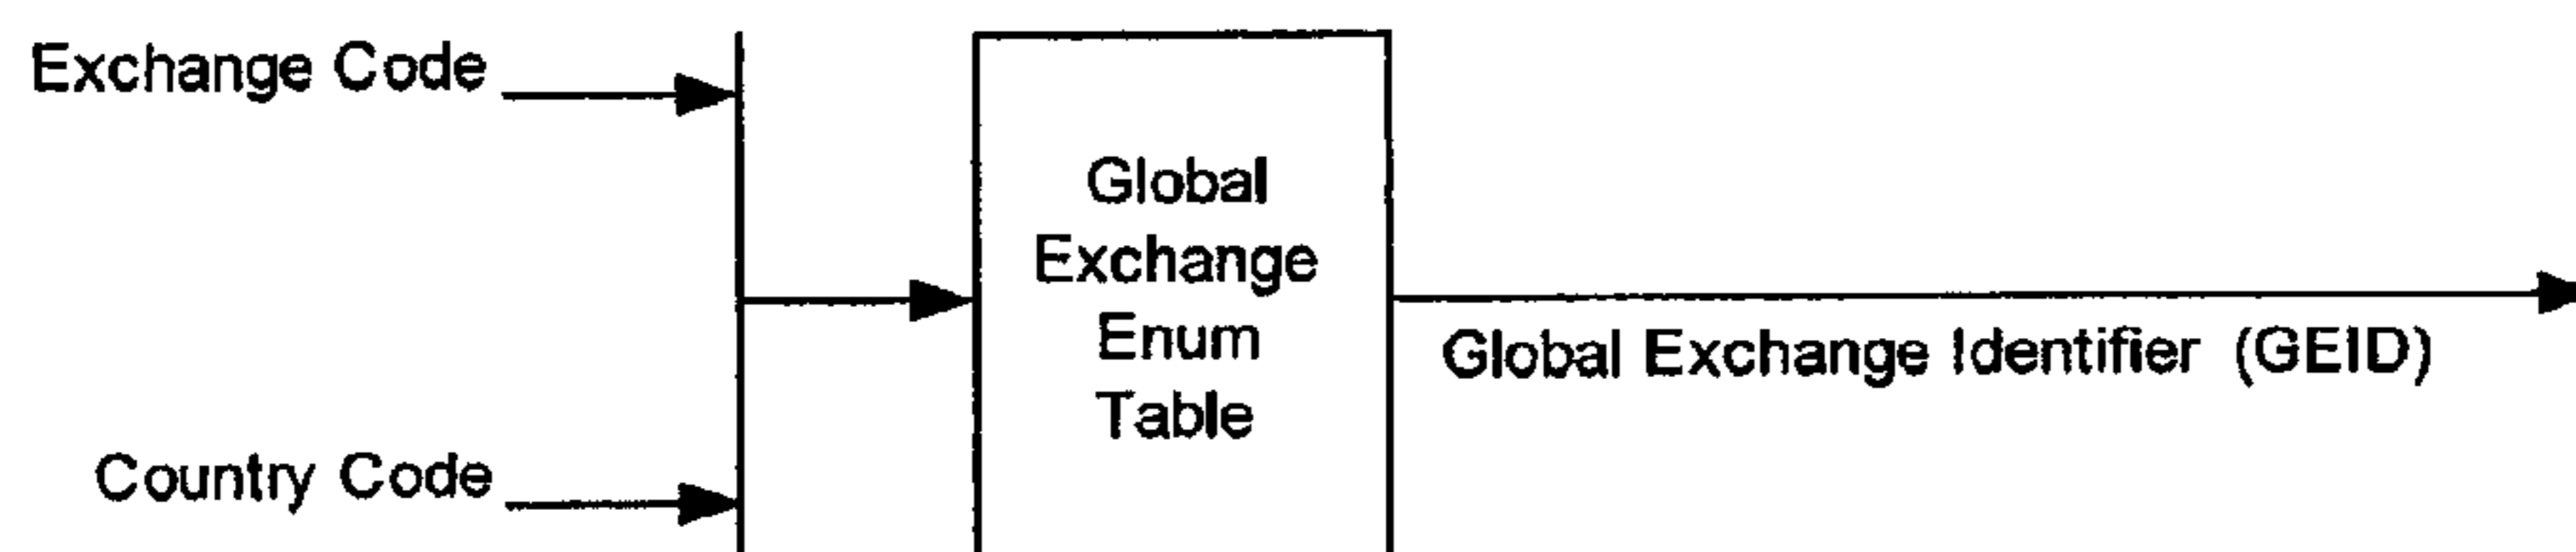 Exchange Code
Global
Exchange
Enum
Table
Global Exchange Identifier (GEID)
Country Code